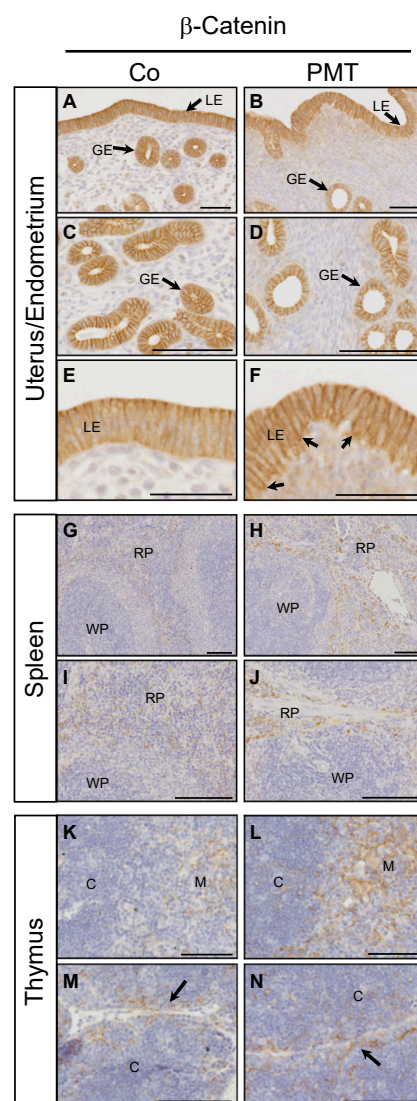 β-Catenin
Co PMT
Uterus/Endometrium
A LE GE
B LE GE
C GE
D GE
E LE
F LE
Spleen
G RP WP
H RP WP
I RP WP
J RP WP
Thymus
K C M
L C M
M C
N C